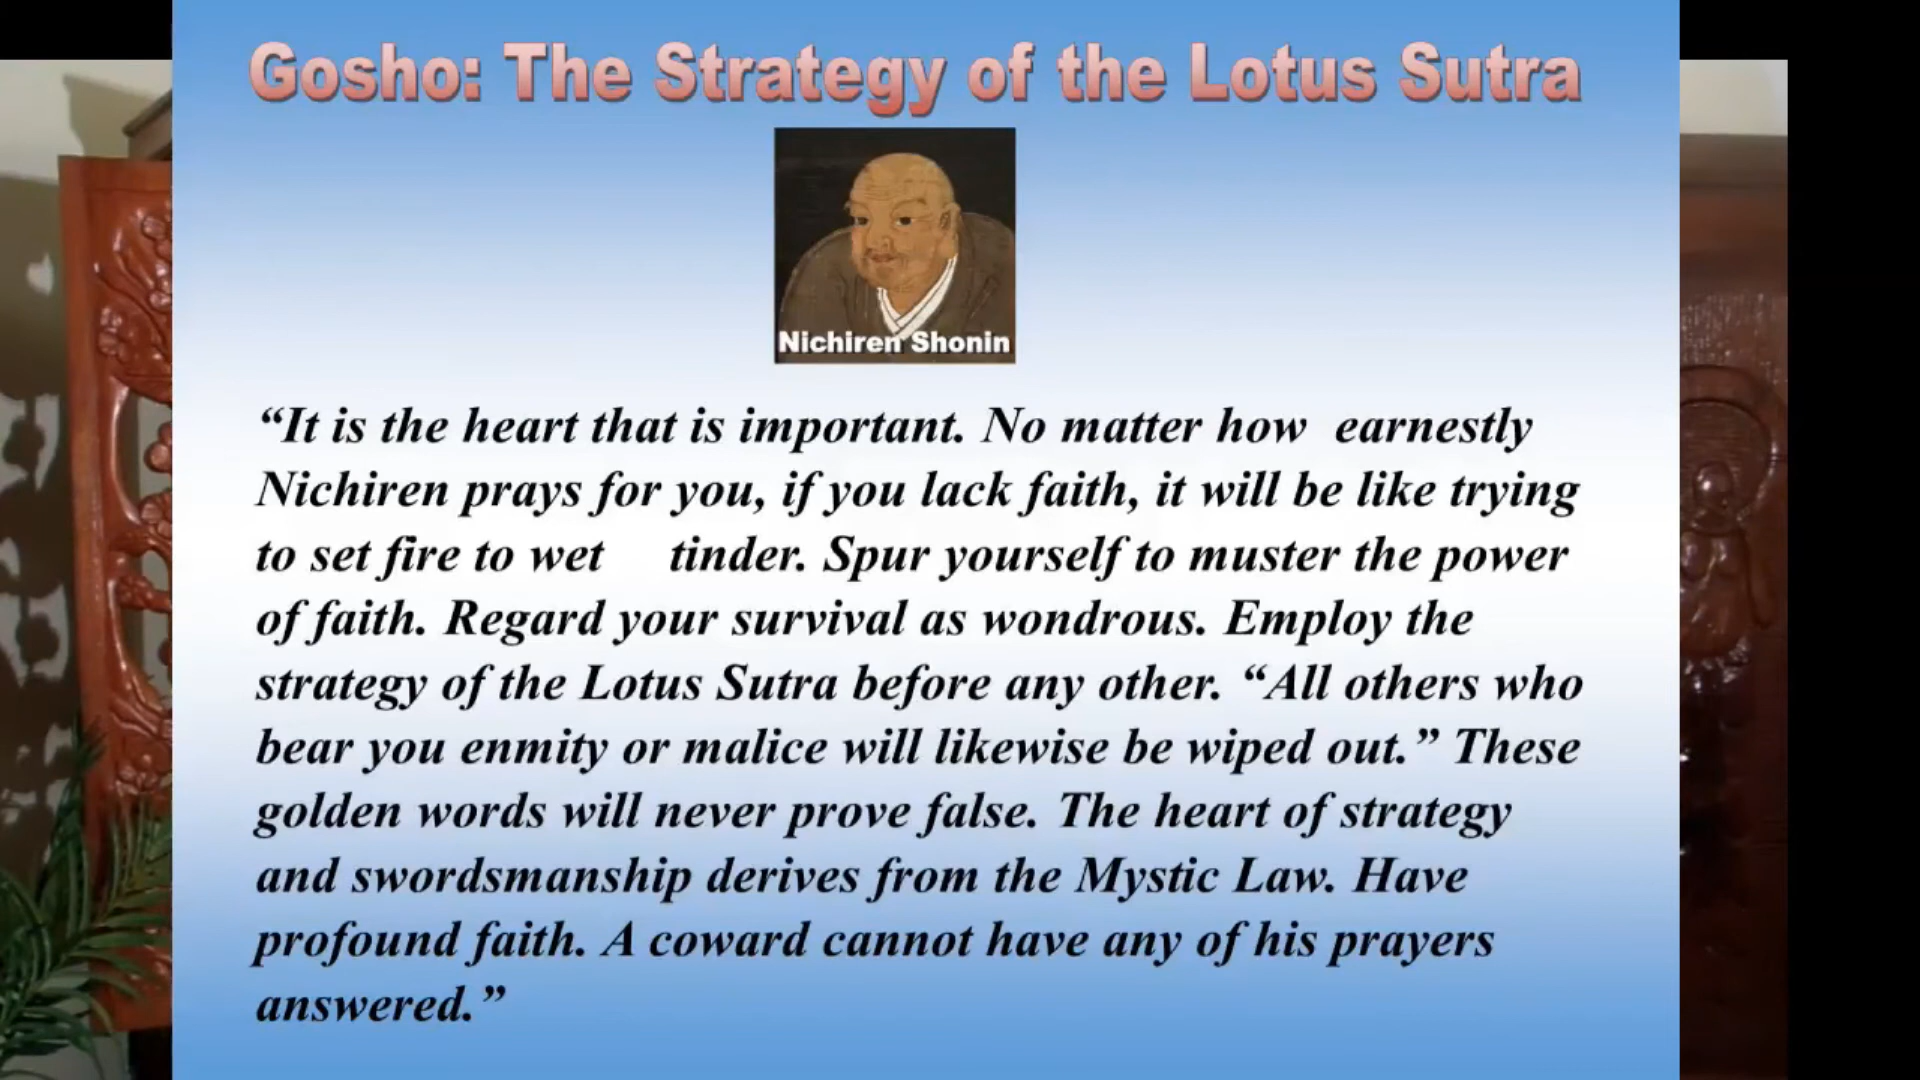 Gosho: The Strategy of the Lotus Sutra
Nichiren Shonin
“It is the heart that is important. No matter how earnestly
Nichiren prays for you, if you lack faith, it will be like trying
to set fire to wet tinder. Spur yourself to muster the power
of faith. Regard your survival as wondrous. Employ the
strategy of the Lotus Sutra before any other. “All others who
bear you enmity or malice will likewise be wiped out.” These
golden words will never prove false. The heart of strategy
and swordsmanship derives from the Mystic Law. Have
profound faith. A coward cannot have any of his prayers
answered.”